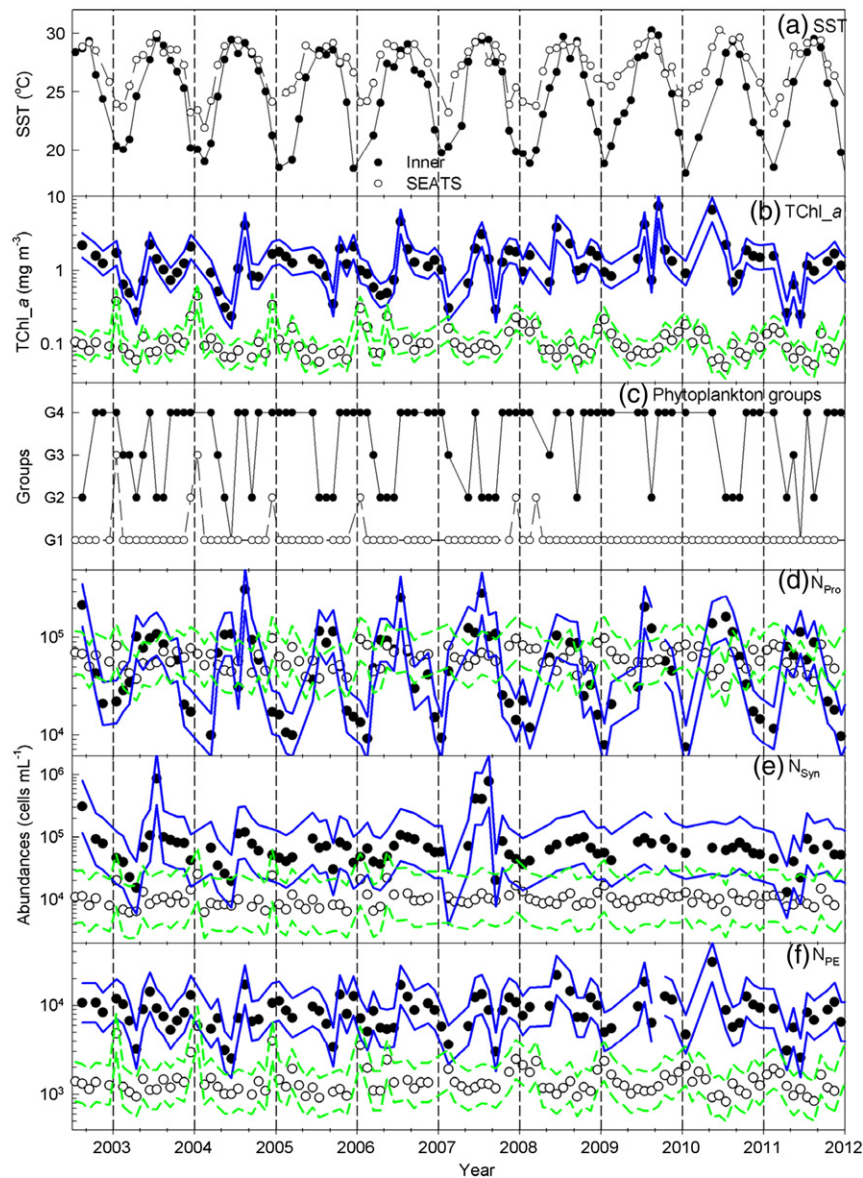 (a) SST
30
25
20
SST (°C)
Inner
SEATS
(b) TChl_a
10
1
0.1
TChl_a (mg m⁻³)
(c) Phytoplankton groups
G4
G3
G2
G1
Groups
(d) N_Pro
10⁵
10⁴
(e) N_Syn
10⁶
10⁵
10⁴
Abundances (cells mL⁻¹)
(f) N_PE
10⁴
10³
2003 2004 2005 2006 2007 2008 2009 2010 2011 2012
Year